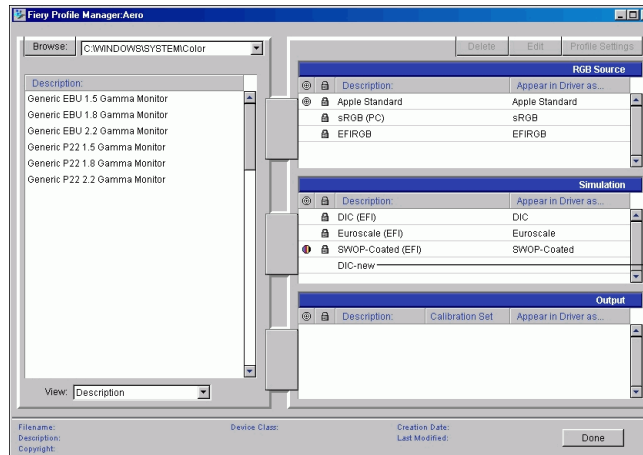 Fiery Profile Manager:Aero
Browse: C:\WINDOWS\SYSTEM\Color
Description:
Generic EBU 1.5 Gamma Monitor
Generic EBU 1.8 Gamma Monitor
Generic EBU 2.2 Gamma Monitor
Generic P22 1.5 Gamma Monitor
Generic P22 1.8 Gamma Monitor
Generic P22 2.2 Gamma Monitor
View: Description
Delete Edit Profile Settings
RGB Source
Description: Appear in Driver as...
Apple Standard Apple Standard
sRGB (PC) sRGB
EFIRGB EFIRGB
Simulation
Description: Appear in Driver as...
DIC (EFI) DIC
Euroscale (EFI) Euroscale
SWOP-Coated (EFI) SWOP-Coated
DIC-new
Output
Description: Calibration Set Appear in Driver as...
Filename: Device Class: Creation Date:
Description: Last Modified:
Copyright:
Done